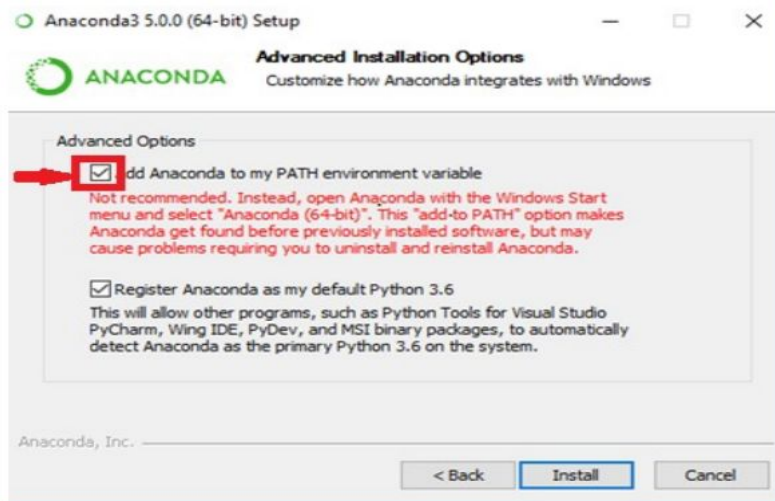 Anaconda3 5.0.0 (64-bit) Setup
Advanced Installation Options
ANACONDA
Customize how Anaconda integrates with Windows
Advanced Options
dd Anaconda to my PATH environment variable
Not recommended. Instead, open Anaconda with the Windows Start
menu and select "Anaconda (64-bit)". This "add-to PATH" option makes
Anaconda get found before previously installed software, but may
cause problems requiring you to uninstall and reinstall Anaconda.
Register Anaconda as my default Python 3.6
This will allow other programs, such as Python Tools for Visual Studio
PyCharm, Wing IDE, PyDev, and MSI binary packages, to automatically
detect Anaconda as the primary Python 3.6 on the system.
Anaconda, Inc.
< Back
Install
Cancel